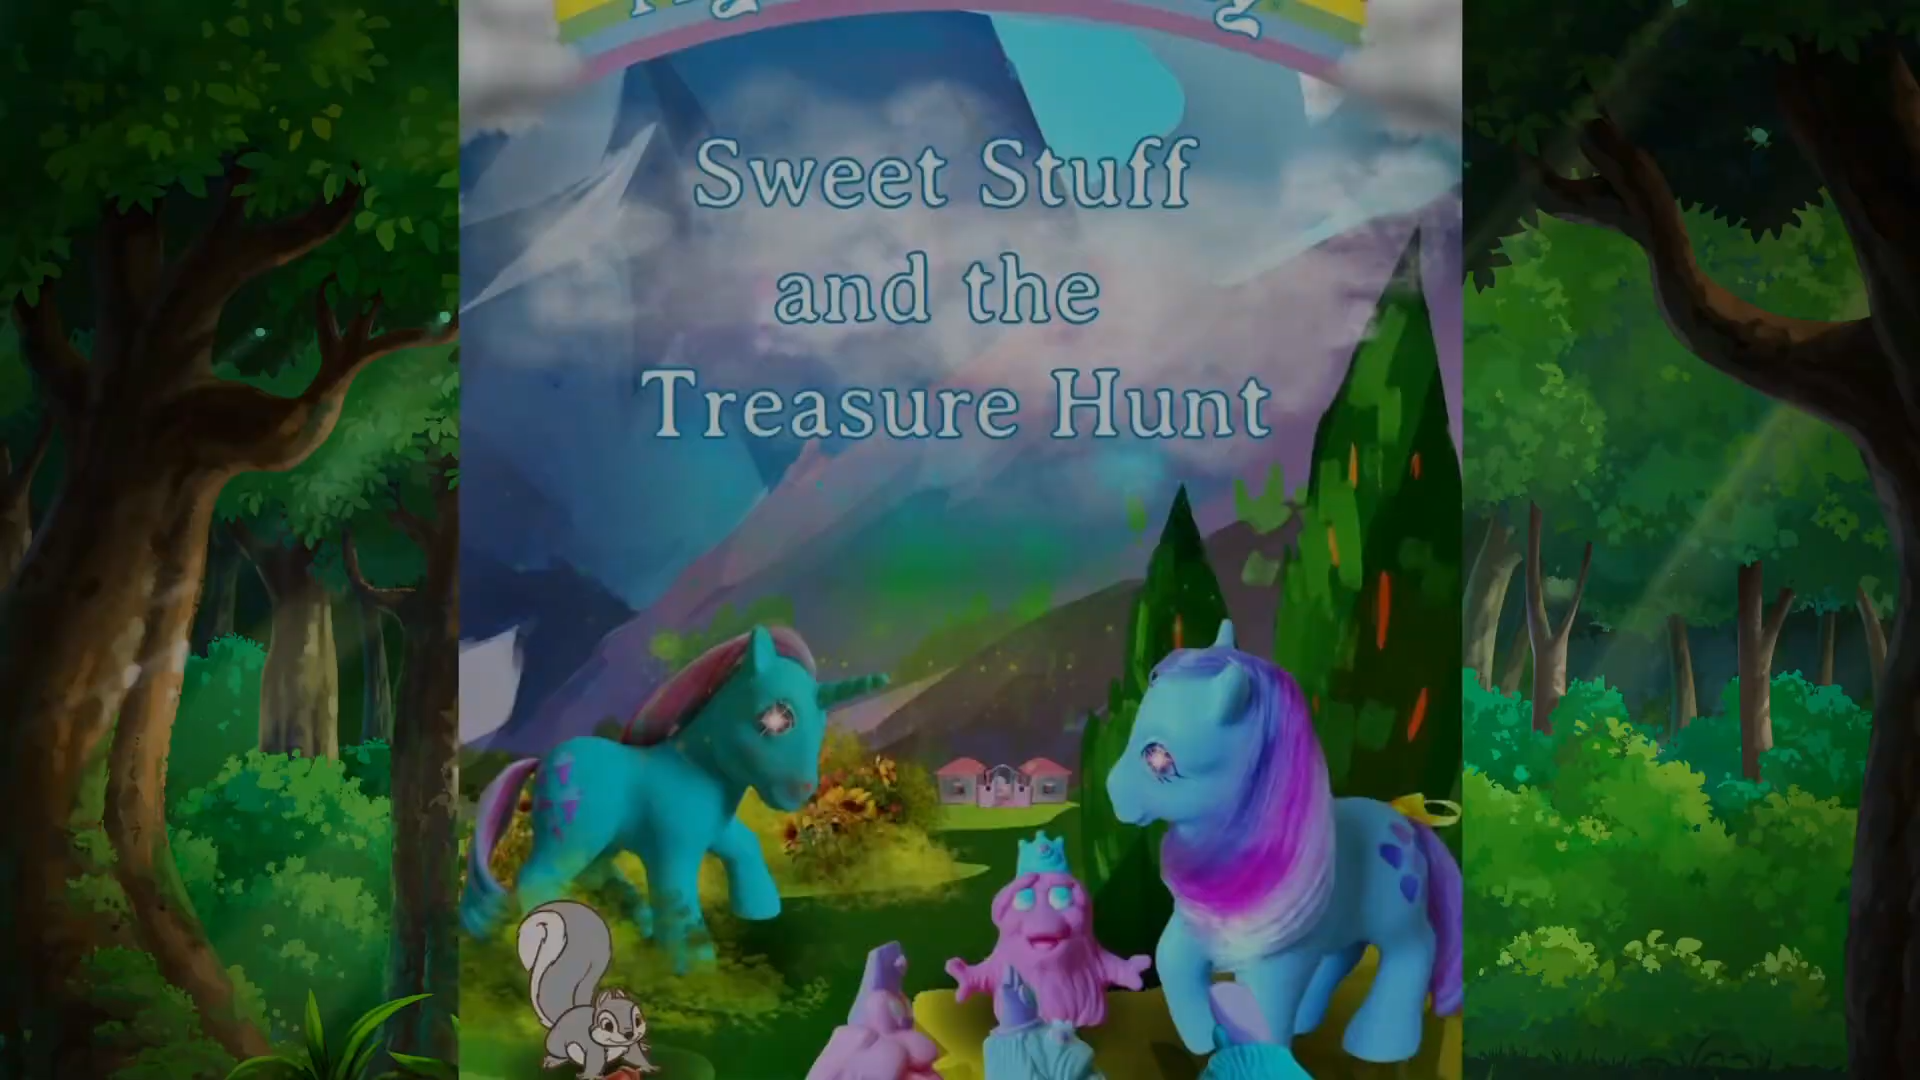 Sweet Stuff
and the
Treasure Hunt